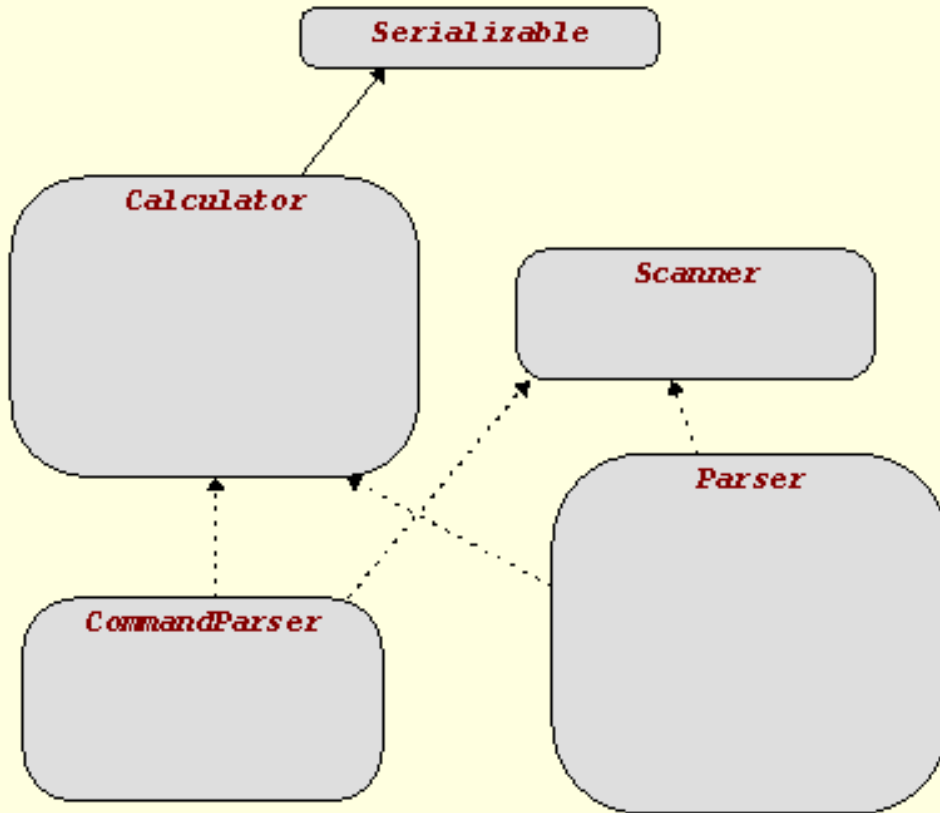 Serializable
Calculator
Scanner
Parser
CommandParser